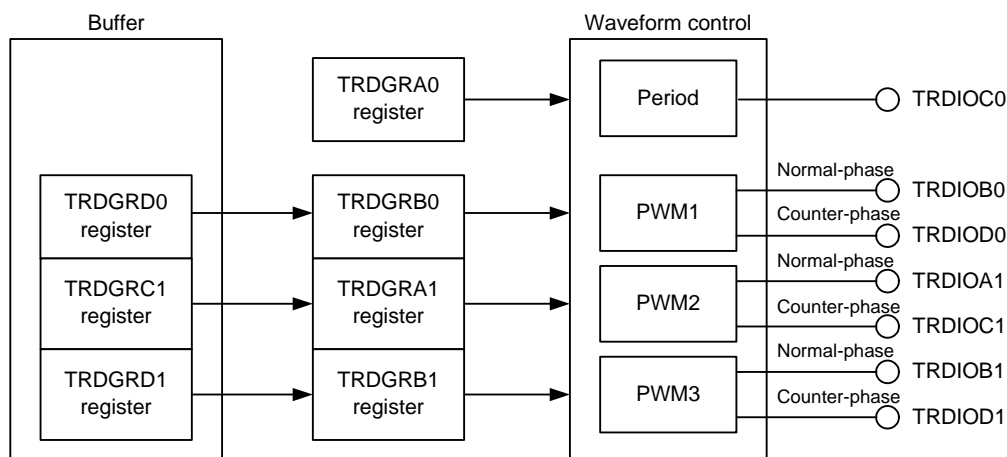 Buffer
Waveform control
TRDGRA0
register
Period
TRDIOC0
TRDGRD0
register
TRDGRB0
register
PWM1
Normal-phase
TRDIOB0
Counter-phase
TRDIOD0
TRDGRC1
register
TRDGRA1
register
PWM2
Normal-phase
TRDIOA1
Counter-phase
TRDIOC1
TRDGRD1
register
TRDGRB1
register
PWM3
Normal-phase
TRDIOB1
Counter-phase
TRDIOD1